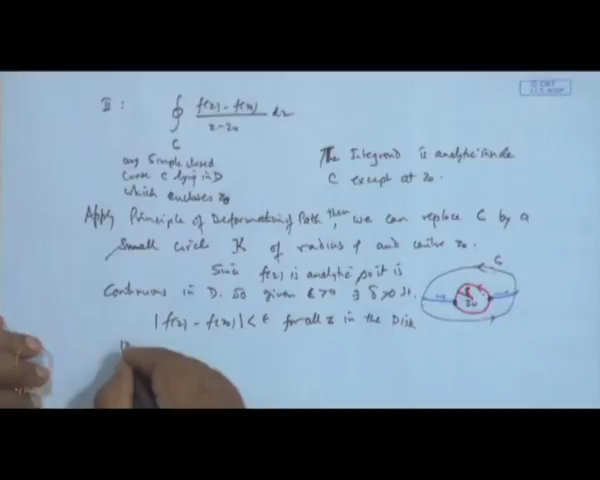 II : ∮ f(z) - f(z0) / z - z0 dz
C
any Simple closed
curve C lying in D
which encloses z0
The Integrand is analytic inside
C except at z0.
Apply Principle of Deformation of Path then, we can replace C by a
Small circle K of radius ρ and centre z0.
Since f(z) is analytic so it is
Continuous in D. So given ε>0 ∃ δ>0 st.
|f(z) - f(z0)| < ε for all z in the Disk
C
z0